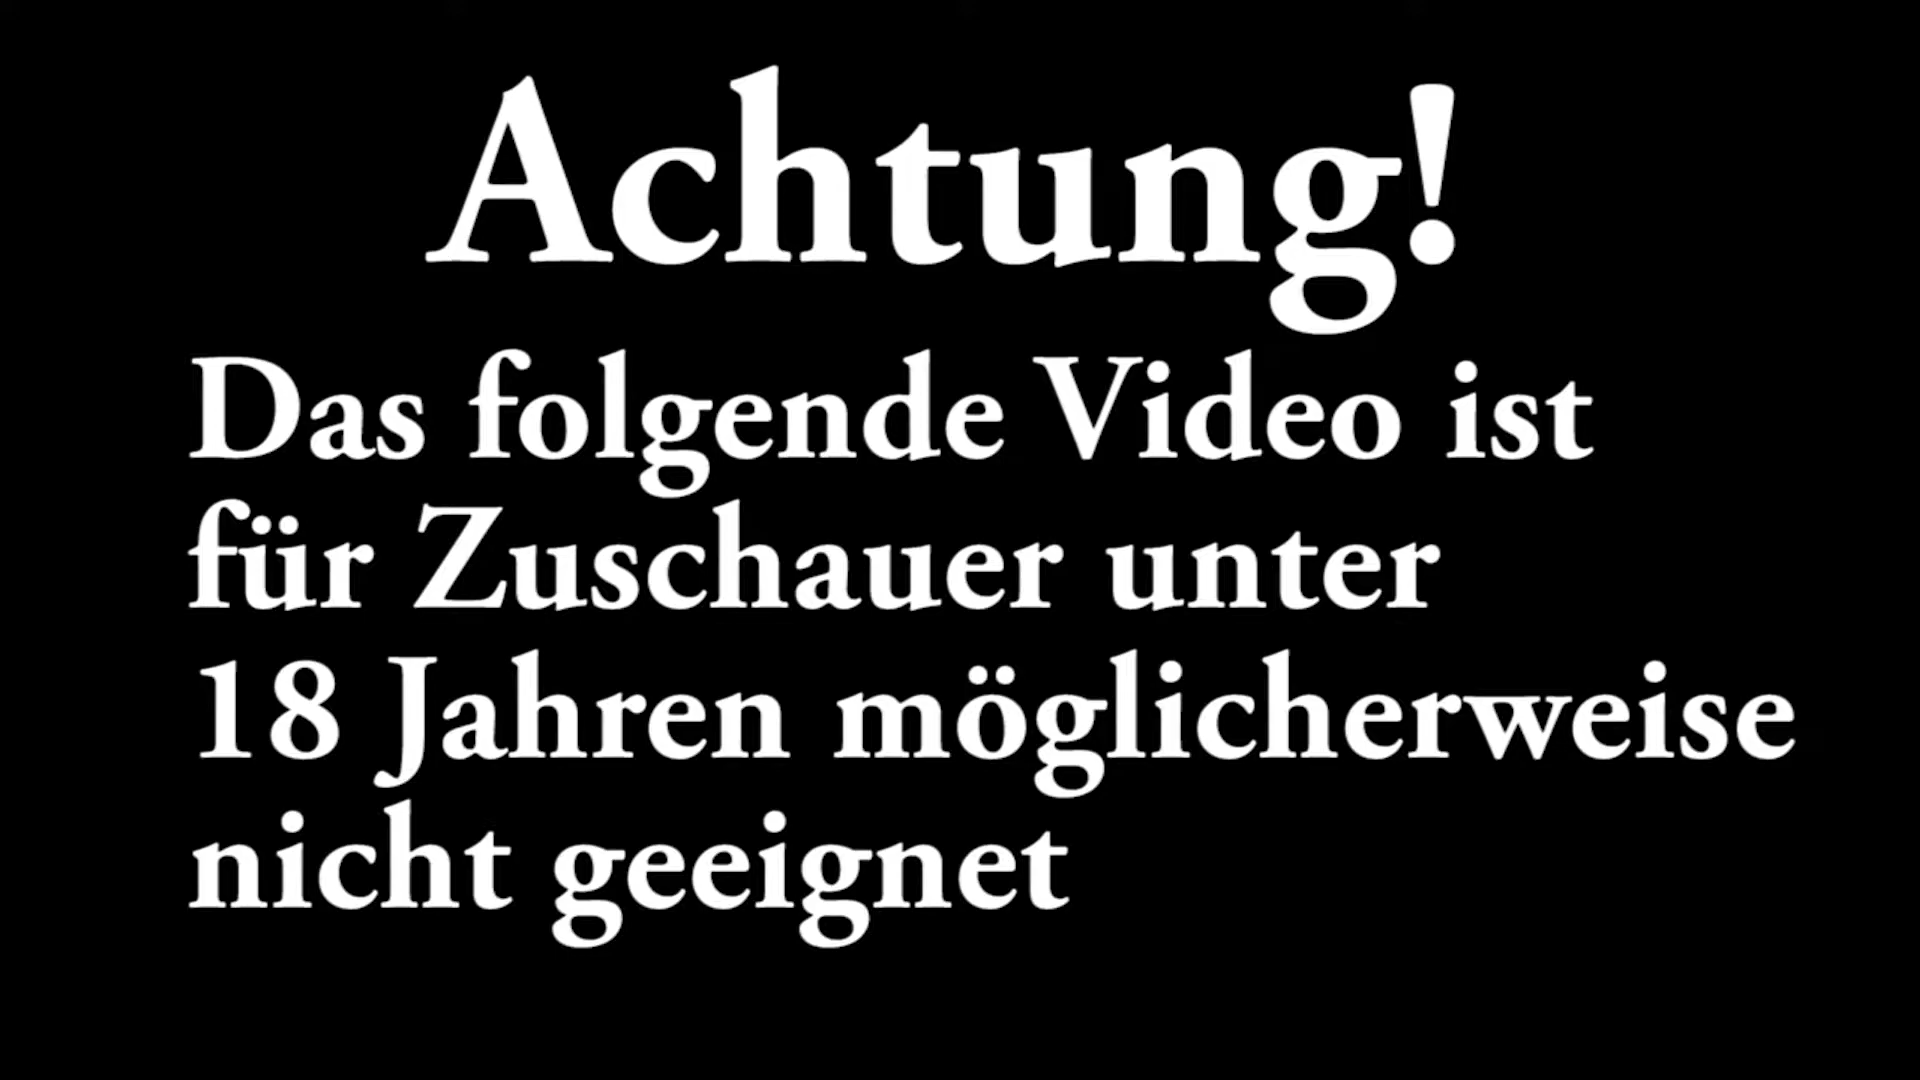 Achtung!
Das folgende Video ist
für Zuschauer unter
18 Jahren möglicherweise
nicht geeignet